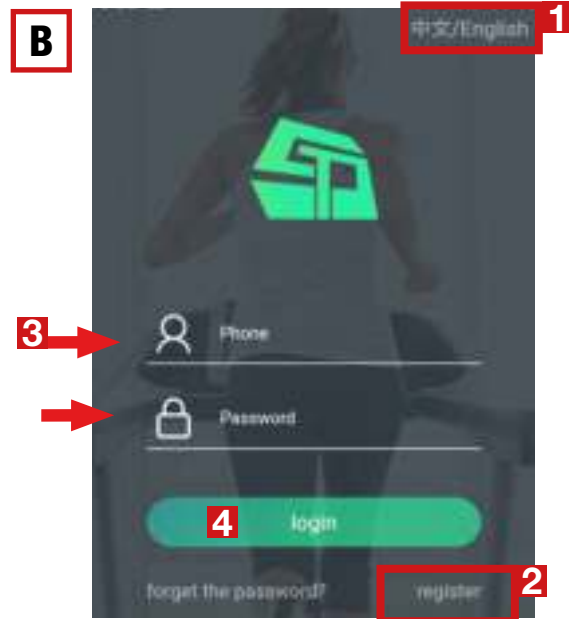 B
中文/English
1
3
Phone
Password
4
login
forget the password?
register
2